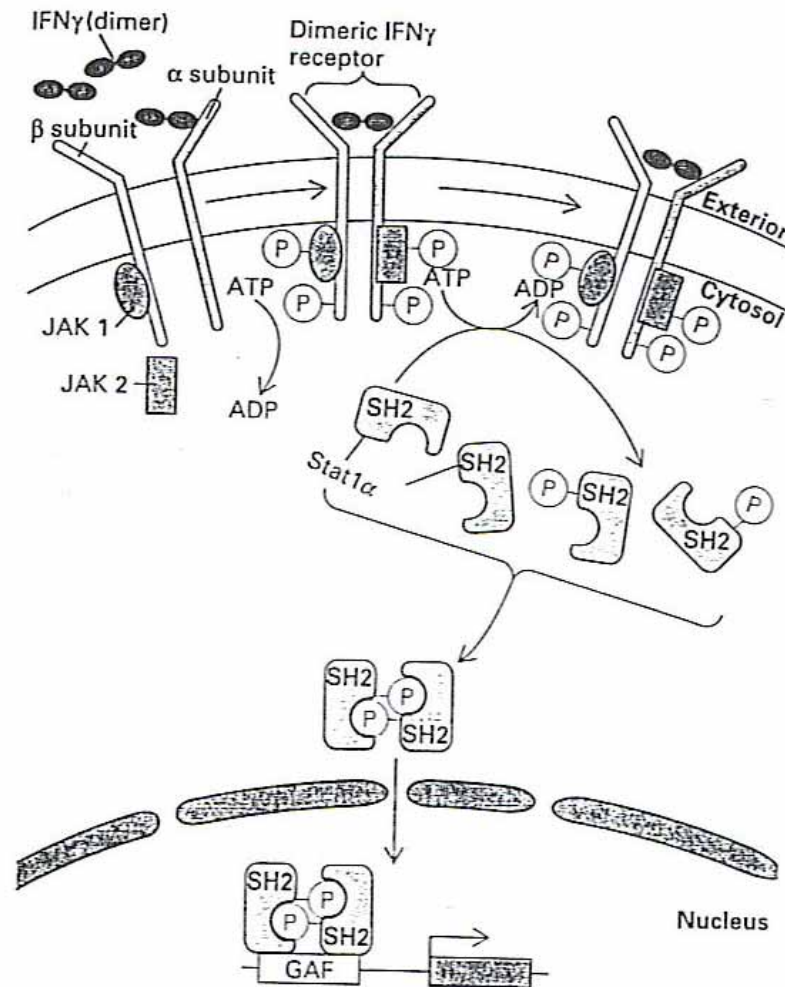 IFNγ(dimer)
Dimeric IFNγ
receptor
α subunit
β subunit
Exterior
Cytosol
P
P
P
P
P
P
P
P
ATP
ATP
ADP
JAK 1
JAK 2
ADP
SH2
Stat1α
SH2
P
SH2
P
SH2
SH2
P
P
SH2
SH2
P
P
SH2
Nucleus
GAF